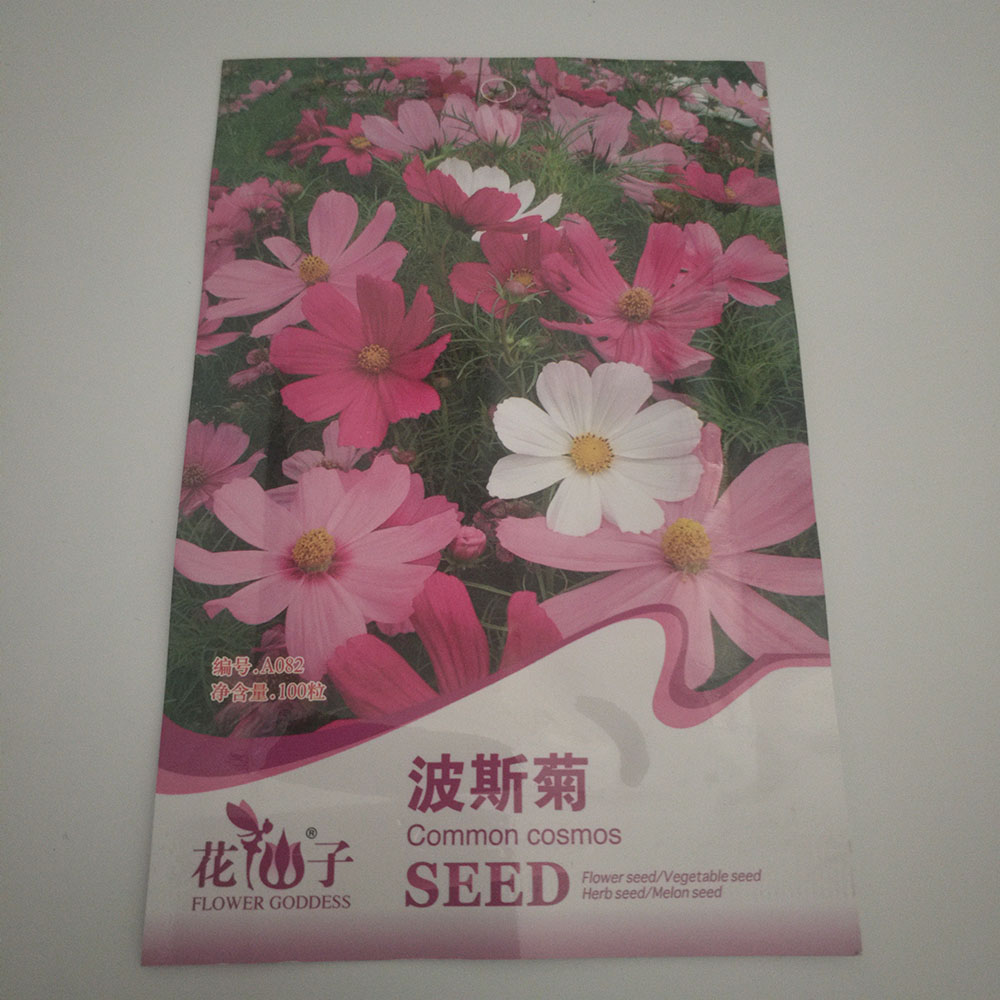 编号.A082
净含量.100粒
波斯菊
Common cosmos
SEED
Flower seed/Vegetable seed
Herb seed/Melon seed
花仙子®
FLOWER GODDESS